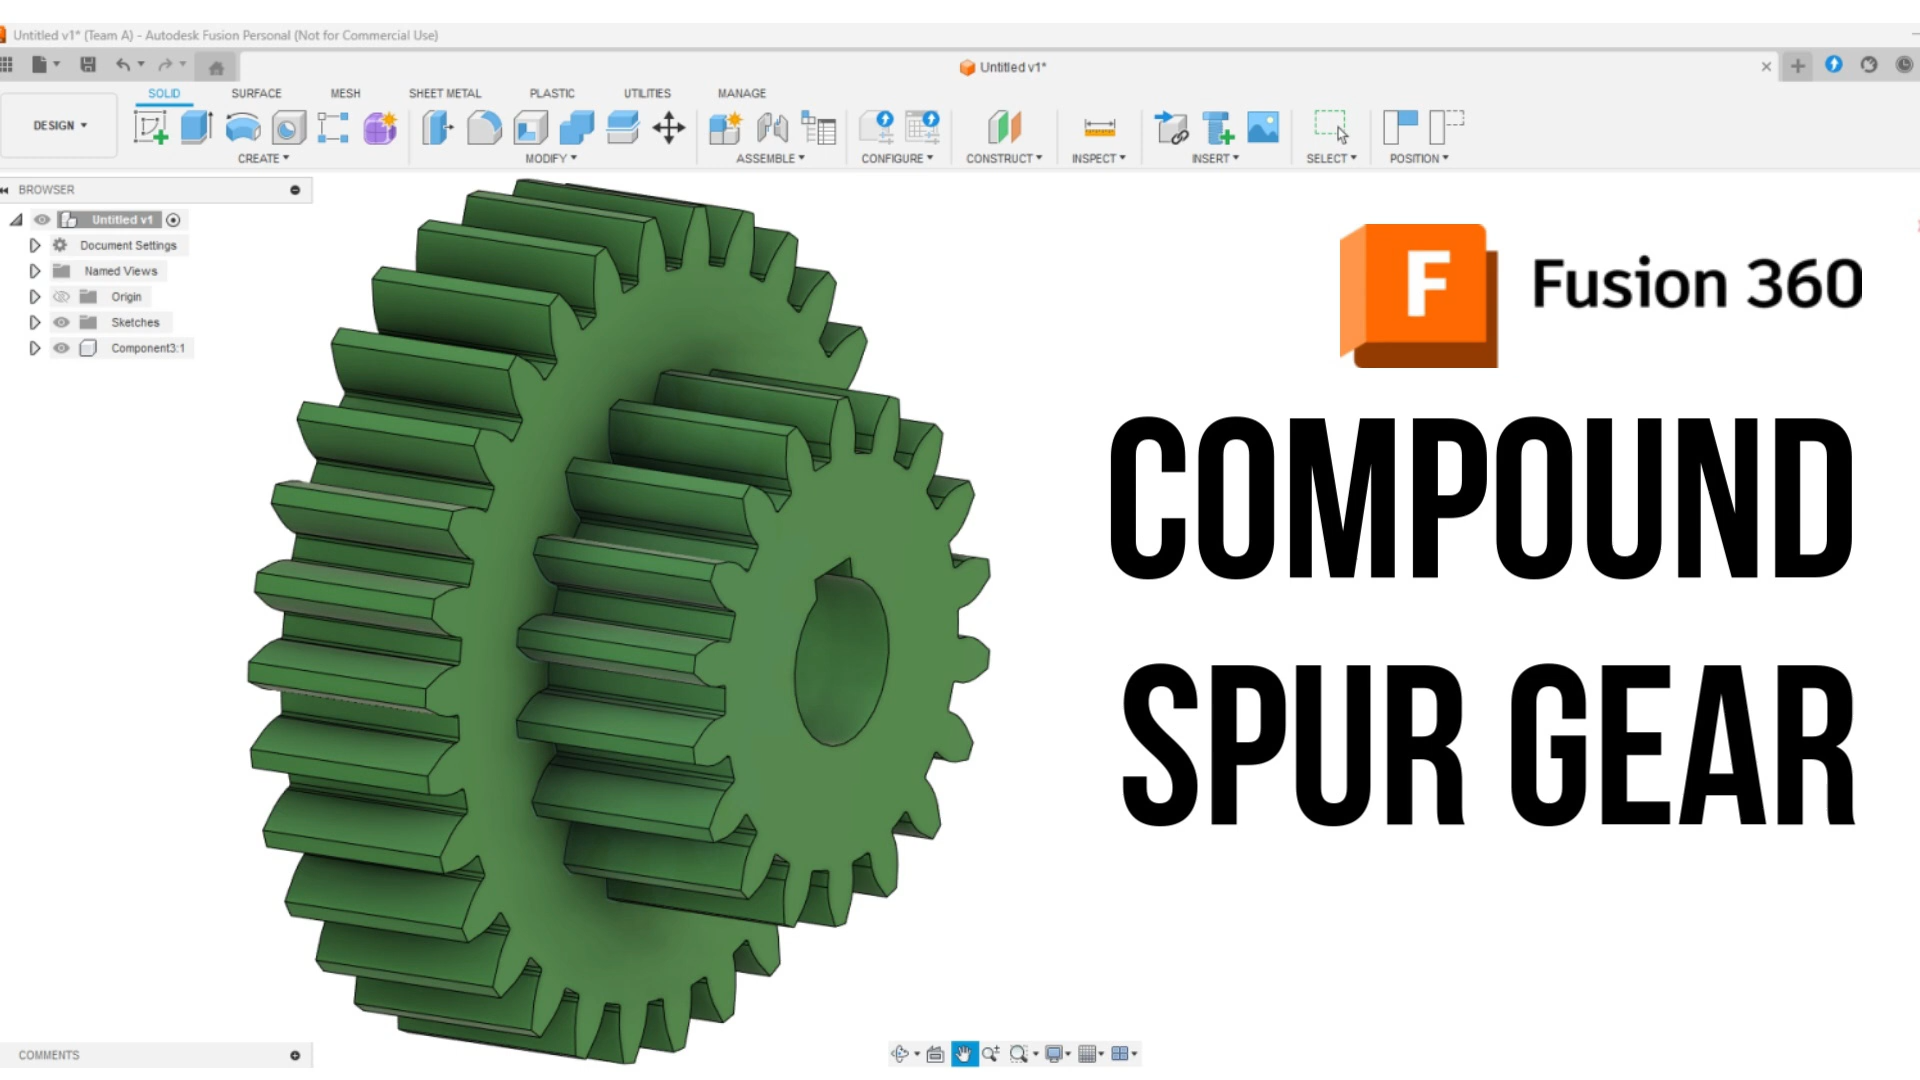 Untitled v1* (Team A) - Autodesk Fusion Personal (Not for Commercial Use)
Untitled v1*
SOLID SURFACE MESH SHEET METAL PLASTIC UTILITIES MANAGE
DESIGN
CREATE MODIFY ASSEMBLE CONFIGURE CONSTRUCT INSPECT INSERT SELECT POSITION
BROWSER
Untitled v1
Document Settings
Named Views
Origin
Sketches
Component3:1
F Fusion 360
COMPOUND
SPUR GEAR
COMMENTS